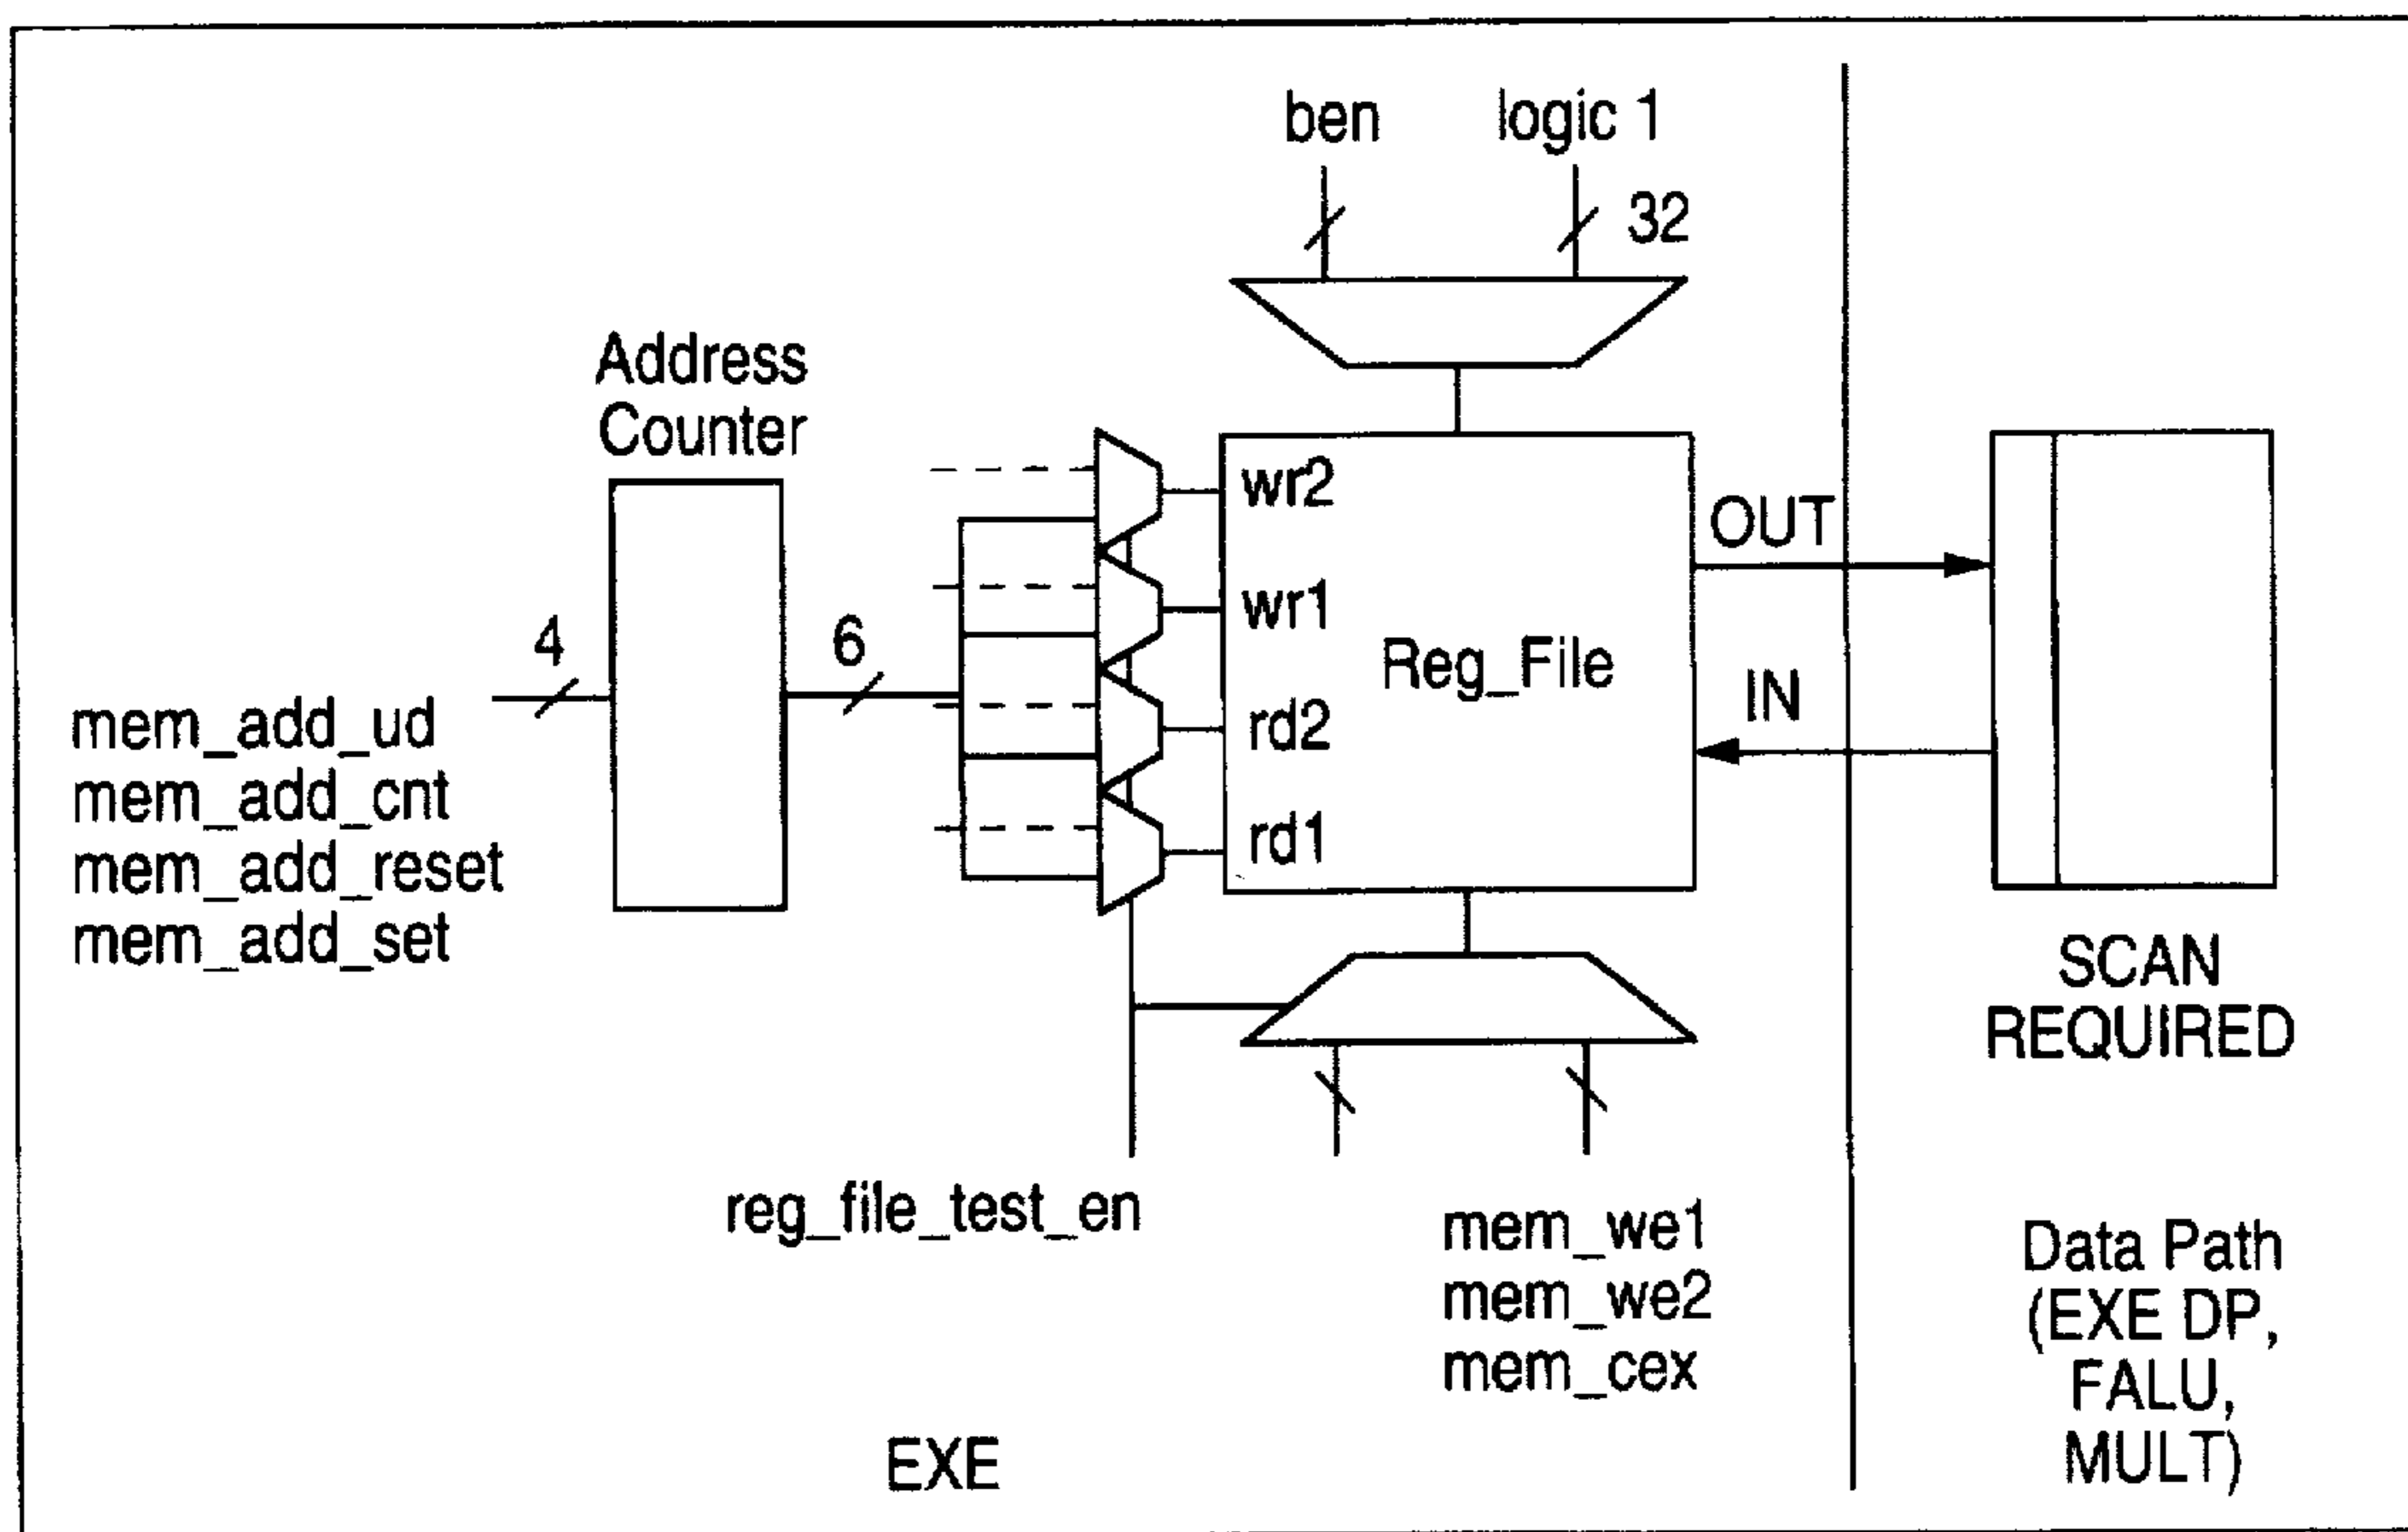 ben
logic 1
32
Address
Counter
4
6
mem_add_ud
mem_add_cnt
mem_add_reset
mem_add_set
wr2
wr1
rd2
rd1
Reg_File
OUT
IN
SCAN
REQUIRED
reg_file_test_en
mem_we1
mem_we2
mem_cex
EXE
Data Path
(EXE DP,
FALU,
MULT)